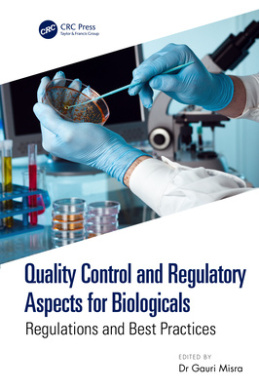 CRC
CRC Press
Taylor & Francis Group
Quality Control and Regulatory
Aspects for Biologicals
Regulations and Best Practices
EDITED BY
Dr Gauri Misra